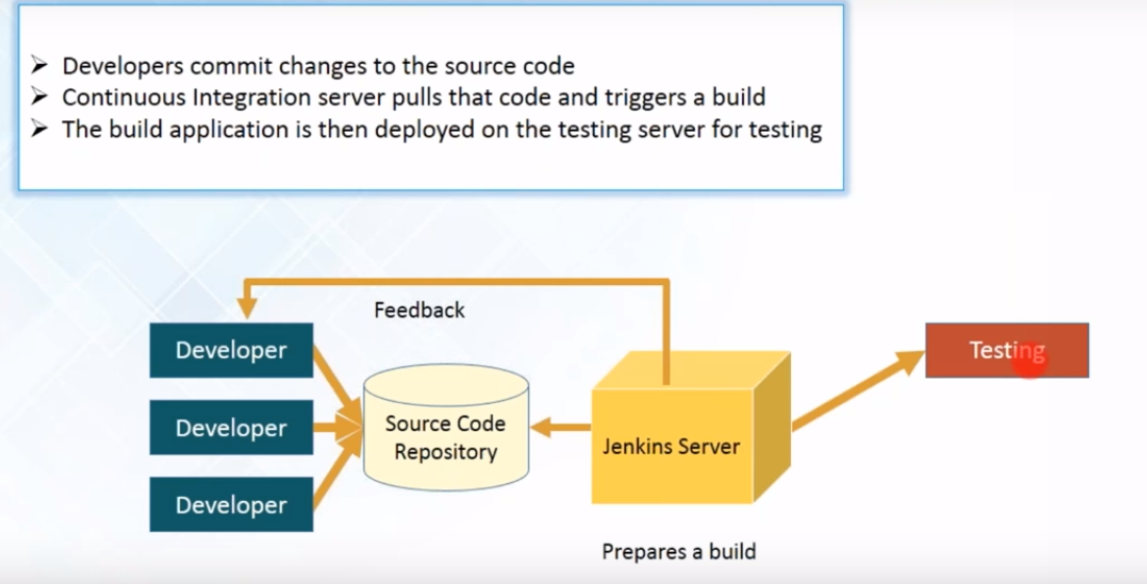 Developers commit changes to the source code
Continuous Integration server pulls that code and triggers a build
The build application is then deployed on the testing server for testing
Feedback
Developer
Testing
Developer
Source Code
Repository
Jenkins Server
Developer
Prepares a build